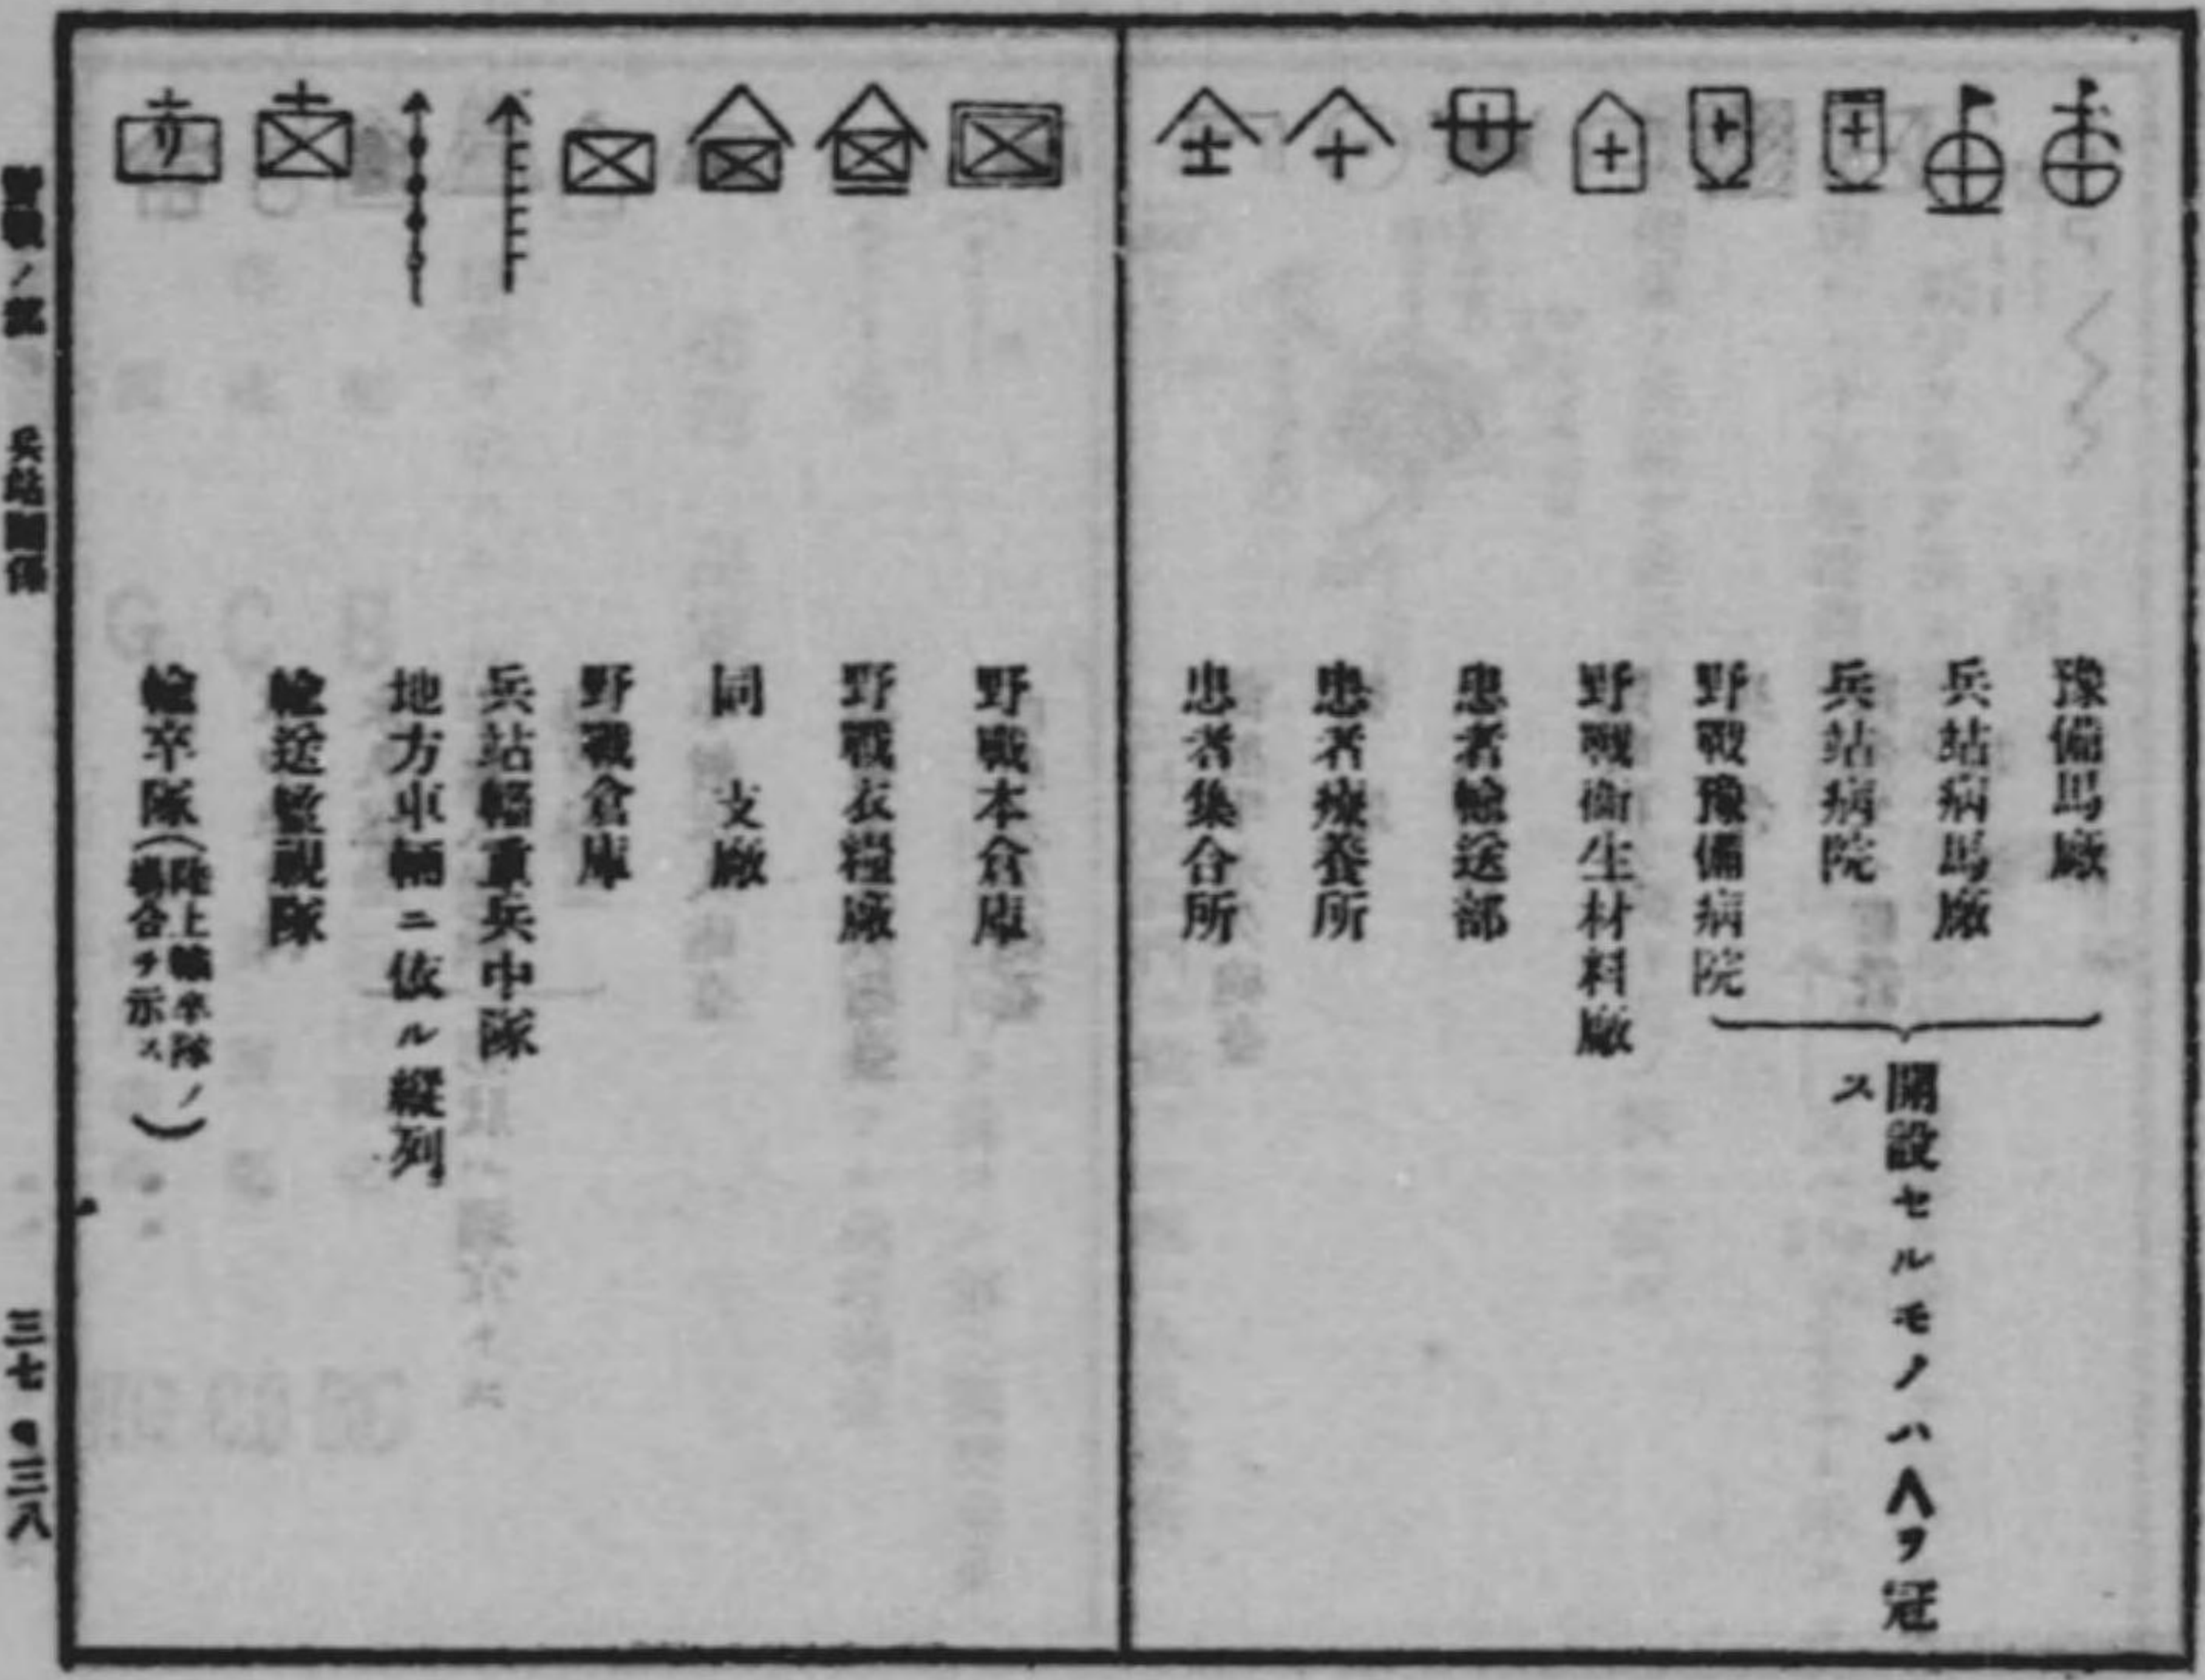 豫備馬廠
兵站病馬廠
兵站病院
野戰豫備病院
開設セルモノハ∧ヲ冠
ス
野戰衞生材料廠
患者輸送部
患者療養所
患者集合所
野戰本倉庫
野戰衣糧廠
同支廠
野戰倉庫
兵站輜重兵中隊
地方車輛ニ依ル縱列
輸送監視隊
輸卒隊(陸上輸卒隊ノ
場合ヲ示ス)
リ
兵站關係
三七・三八